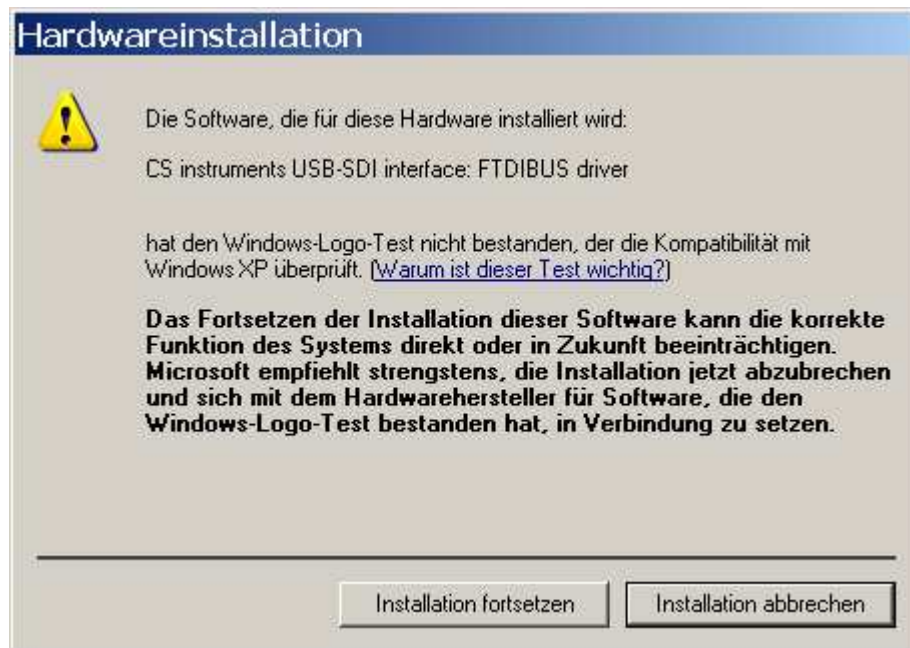 Hardwareinstallation
Die Software, die für diese Hardware installiert wird:
CS instruments USB-SDI interface: FTDIBUS driver
hat den Windows-Logo-Test nicht bestanden, der die Kompatibilität mit
Windows XP überprüft. (Warum ist dieser Test wichtig?)
Das Fortsetzen der Installation dieser Software kann die korrekte
Funktion des Systems direkt oder in Zukunft beeinträchtigen.
Microsoft empfiehlt strengstens, die Installation jetzt abzubrechen
und sich mit dem Hardwarehersteller für Software, die den
Windows-Logo-Test bestanden hat, in Verbindung zu setzen.
Installation fortsetzen
Installation abbrechen